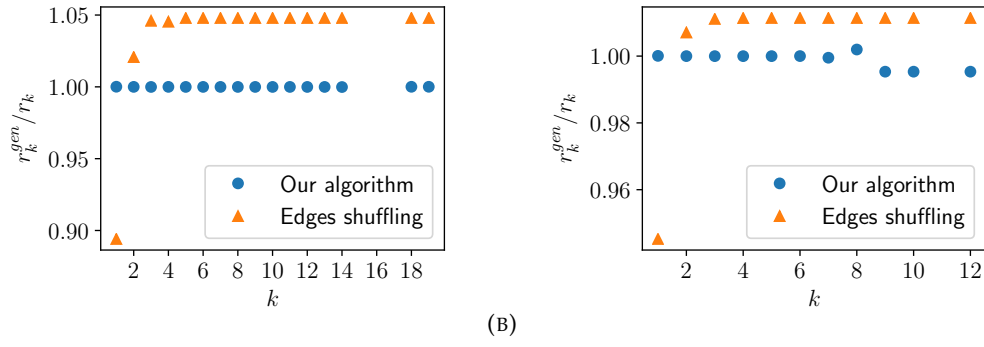 1.05
1.00
0.95
0.90
r_k^{gen}/r_k
Our algorithm
Edges shuffling
2 4 6 8 10 12 14 16 18
k
1.00
0.98
0.96
r_k^{gen}/r_k
Our algorithm
Edges shuffling
2 4 6 8 10 12
k
(B)